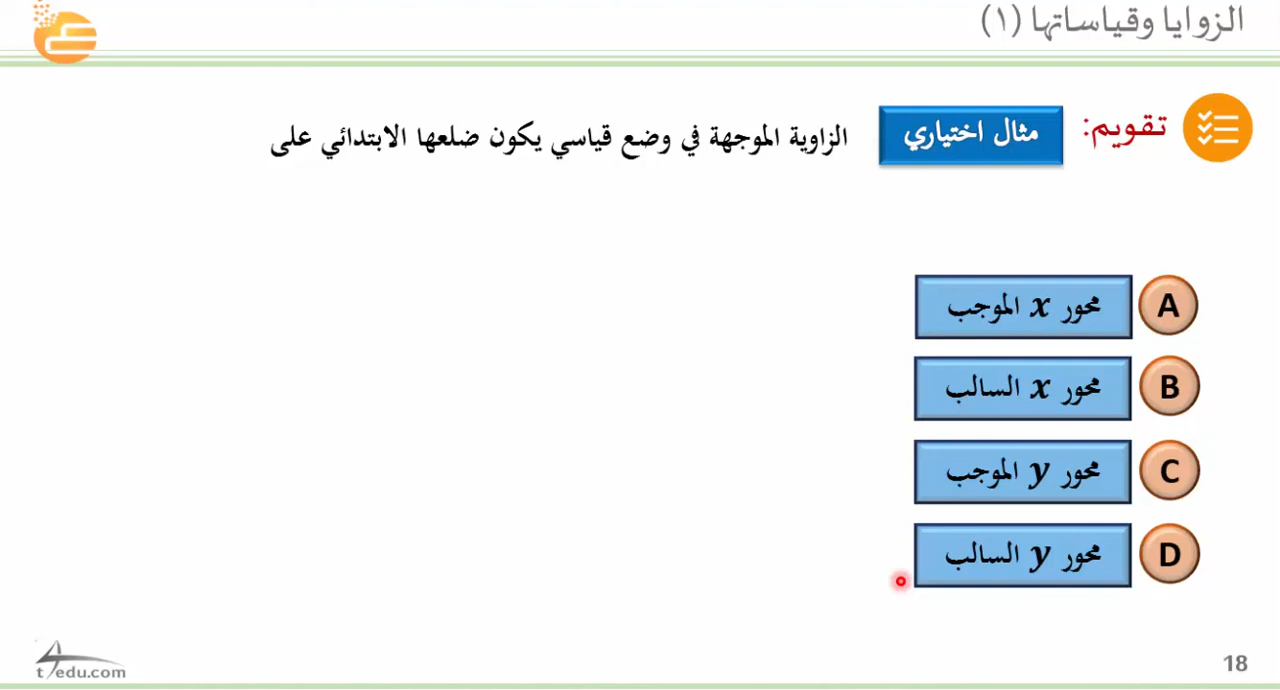 الزوايا وقياساتها (١)
تقويم: مثال اختياري الزاوية الموجهة في وضع قياسي يكون ضلعها الابتدائي على
A محور x الموجب
B محور x السالب
C محور y الموجب
D محور y السالب
t4edu.com
18